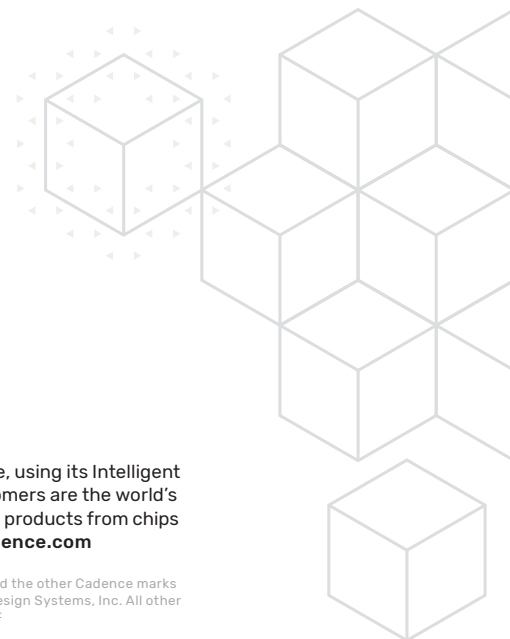 e, using its Intelligent
omers are the world's
products from chips
ence.com
d the other Cadence marks
esign Systems, Inc. All other